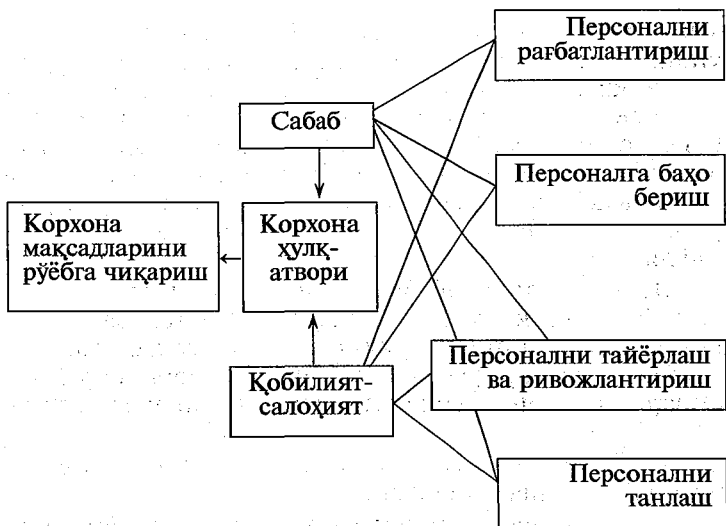 Персонални
рағбатлантириш
Сабаб
Персоналга баҳо
бериш
Корхона
мақсадларини
рўёбга чиқариш
Корхона
ҳулқ-
атвори
Персонални тайёрлаш
ва ривожлантириш
Қобилият-
салоҳият
Персонални
танлаш